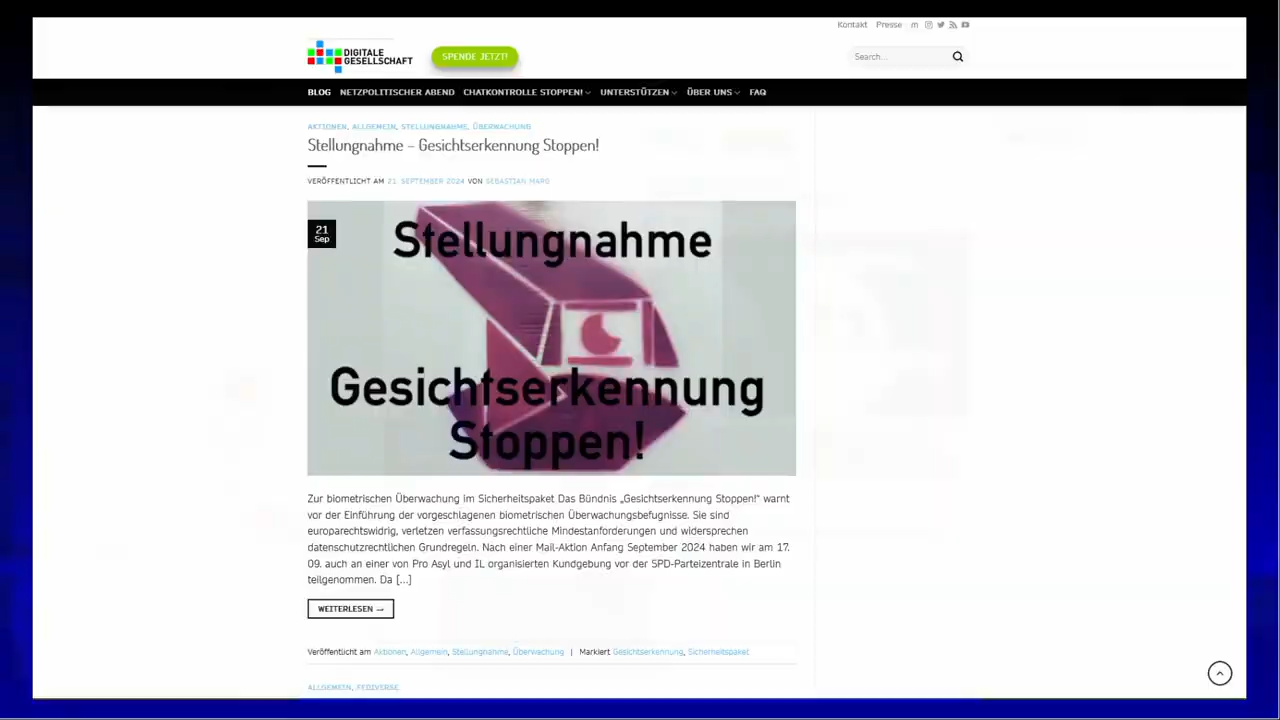 Kontakt Presse m
DIGITALE
GESELLSCHAFT
SPENDE JETZT!
Search...
BLOG NETZPOLITISCHER ABEND CHATKONTROLLE STOPPEN! UNTERSTÜTZEN ÜBER UNS FAQ
AKTIONEN, ALLGEMEIN, STELLUNGNAHME, ÜBERWACHUNG
Stellungnahme – Gesichtserkennung Stoppen!
VERÖFFENTLICHT AM 21. SEPTEMBER 2024 VON SEBASTIAN MARG
21
Sep
Stellungnahme
Gesichtserkennung
Stoppen!
Zur biometrischen Überwachung im Sicherheitspaket Das Bündnis „Gesichtserkennung Stoppen!“ warnt
vor der Einführung der vorgeschlagenen biometrischen Überwachungsbefugnisse. Sie sind
europarechtswidrig, verletzen verfassungsrechtliche Mindestanforderungen und widersprechen
datenschutzrechtlichen Grundregeln. Nach einer Mail-Aktion Anfang September 2024 haben wir am 17.
09. auch an einer von Pro Asyl und IL organisierten Kundgebung vor der SPD-Parteizentrale in Berlin
teilgenommen. Da [...]
WEITERLESEN →
Veröffentlicht am Aktionen, Allgemein, Stellungnahme, Überwachung | Markiert Gesichtserkennung, Sicherheitspaket
ALLGEMEIN, FEDIVERSE